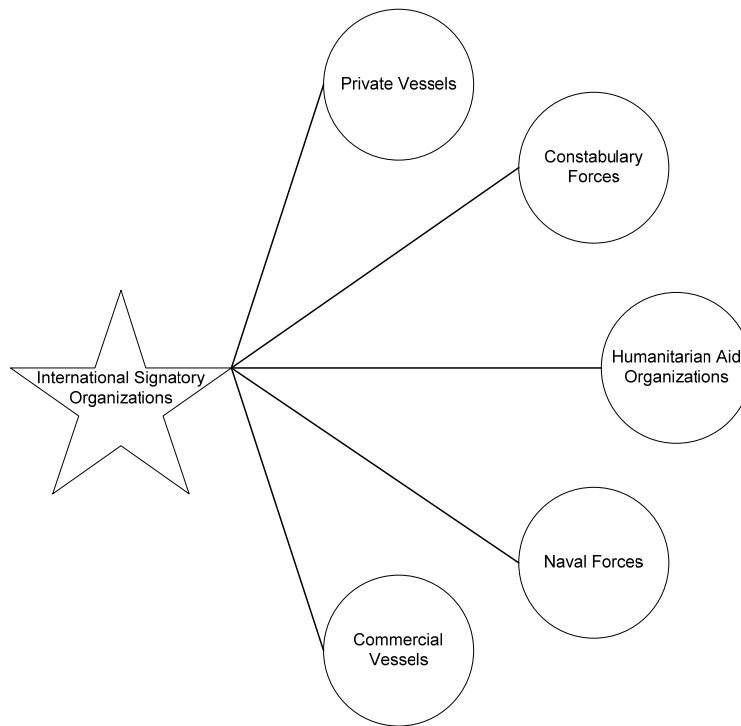 Private Vessels
Constabulary
Forces
Humanitarian Aid
Organizations
International Signatory
Organizations
Naval Forces
Commercial
Vessels